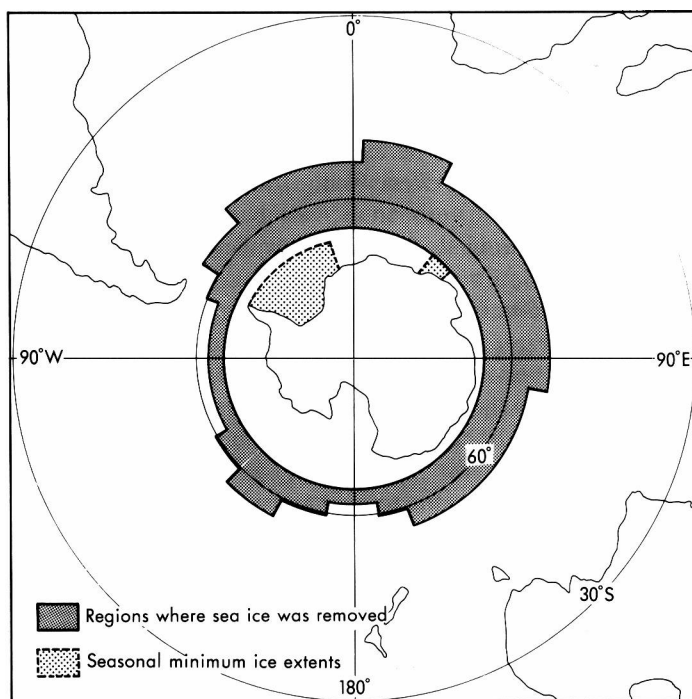 0°
90°W
90°E
60°
30°S
Regions where sea ice was removed
Seasonal minimum ice extents
180°